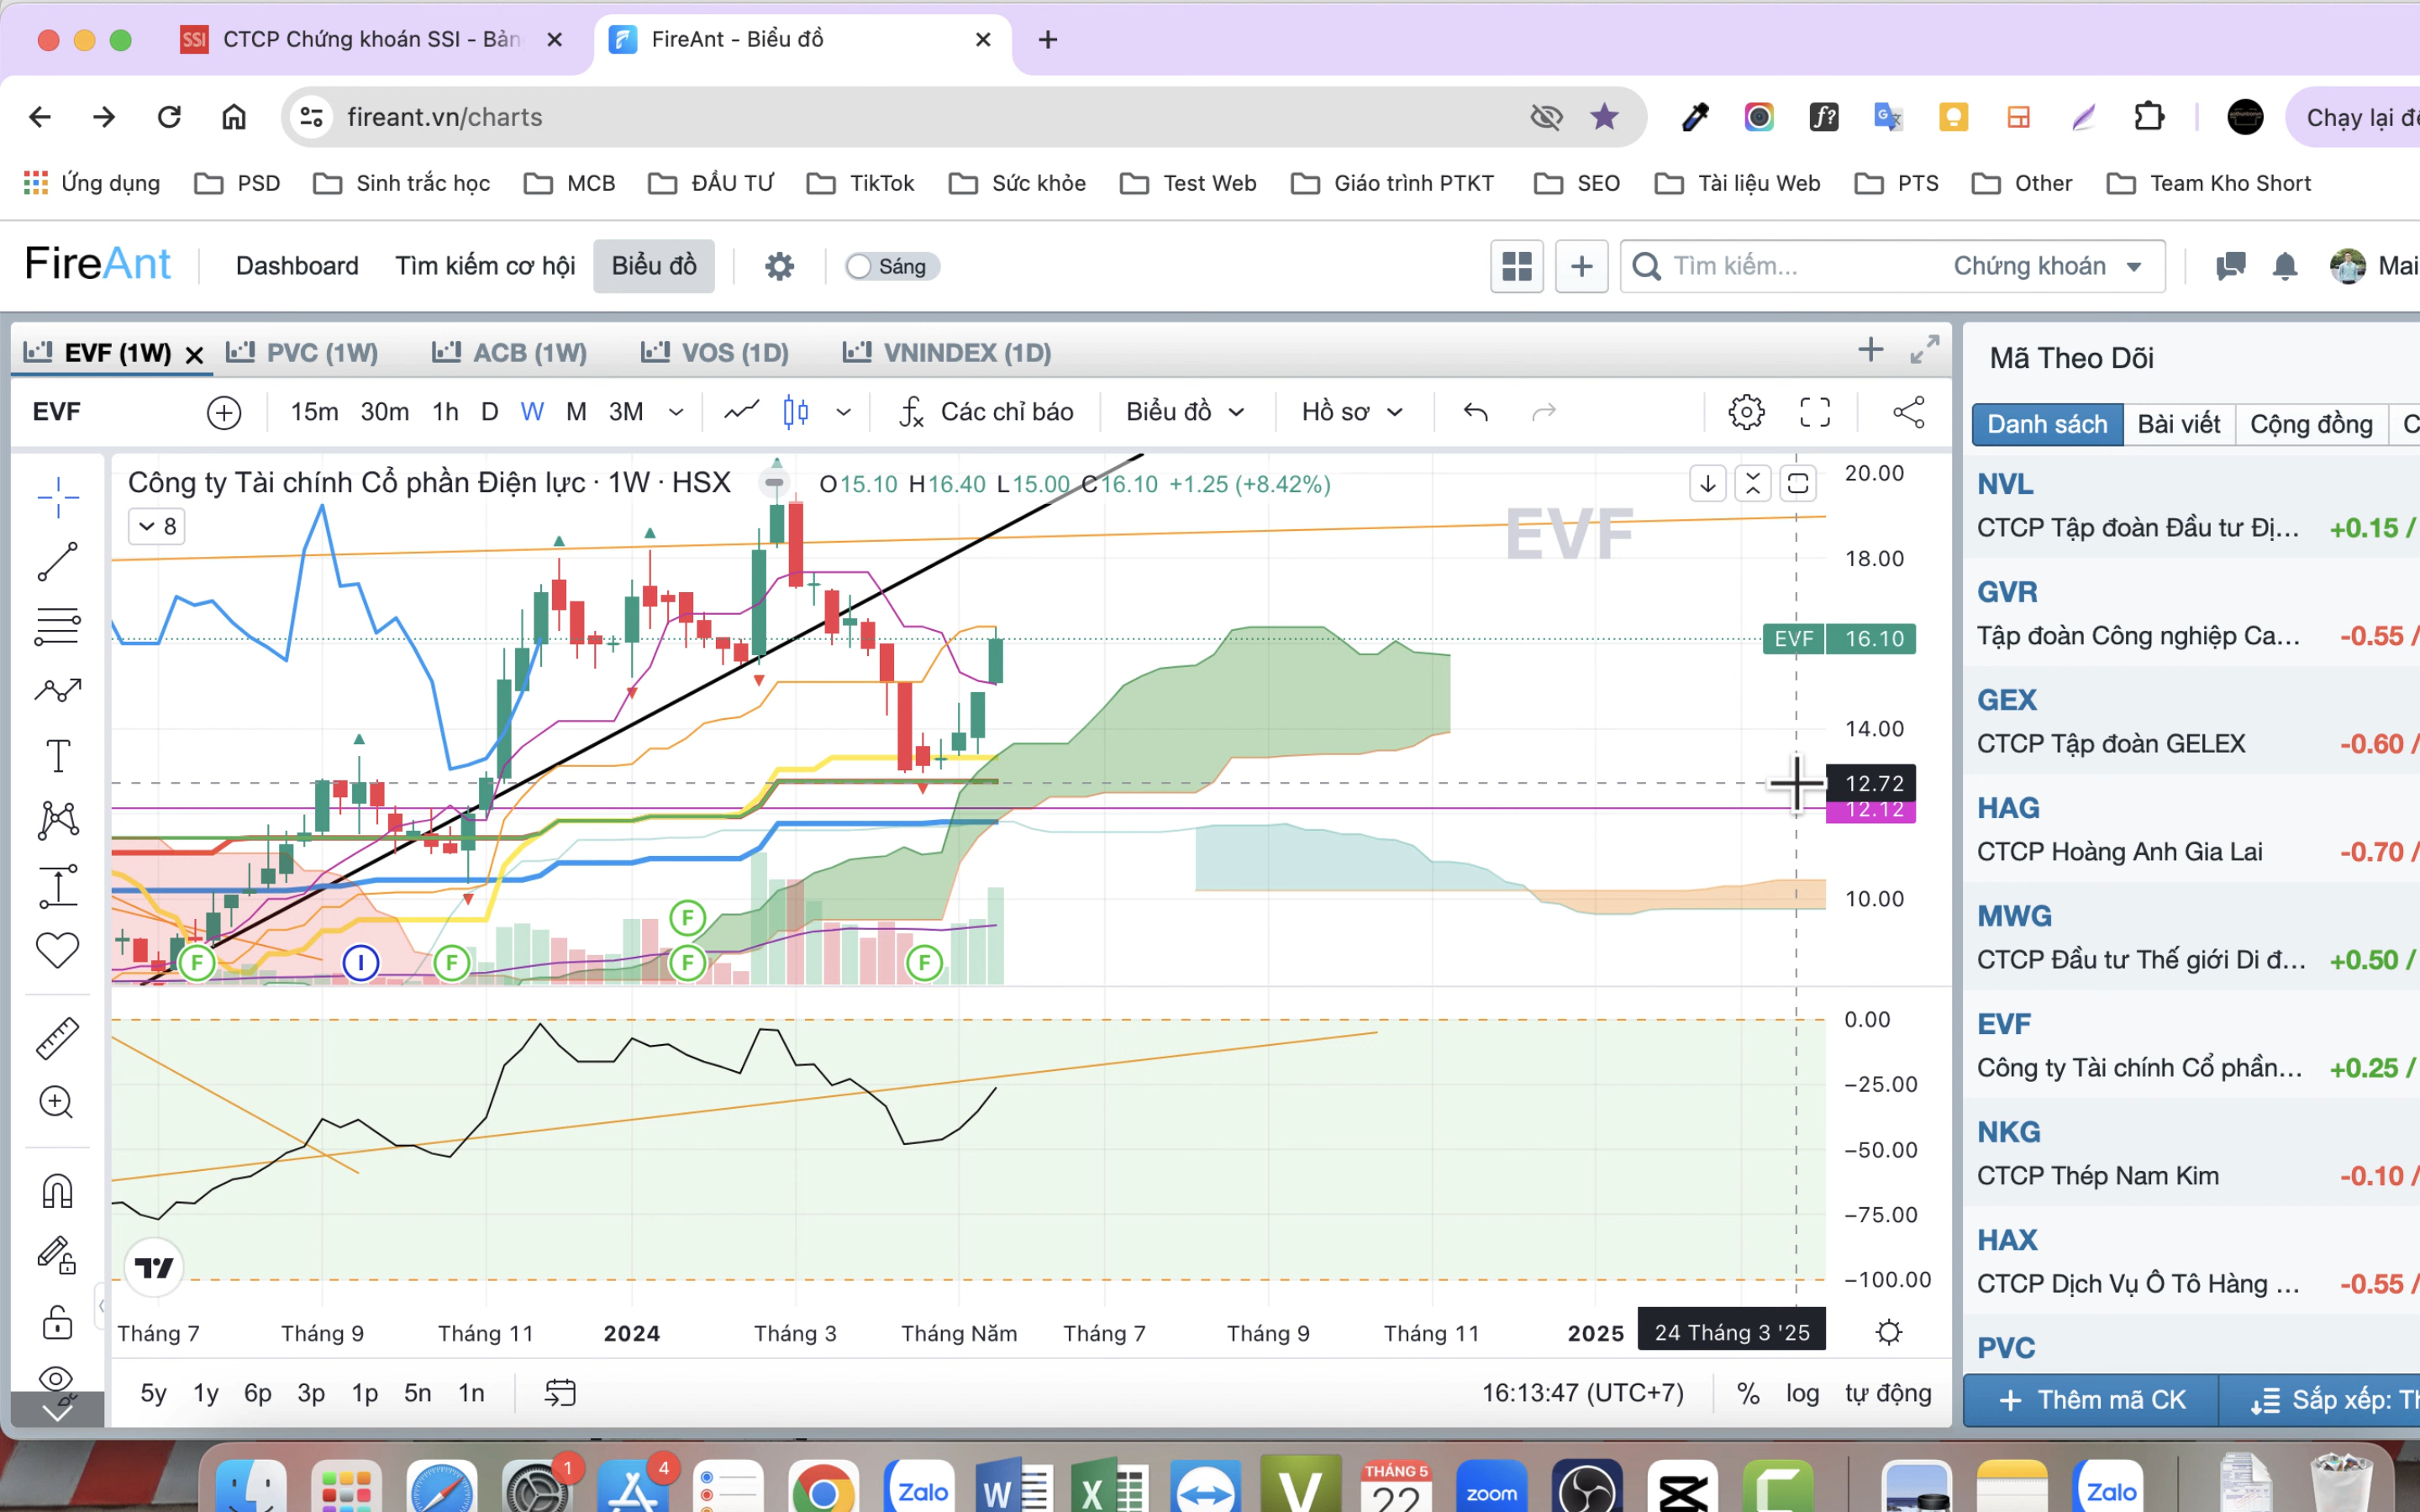 SSI CTCP Chứng khoán SSI - Bản
FireAnt - Biểu đồ
fireant.vn/charts
f?
Chạy lại để
Ứng dụng PSD Sinh trắc học MCB ĐẦU TƯ TikTok Sức khỏe Test Web Giáo trình PTKT SEO Tài liệu Web PTS Other Team Kho Short
FireAnt Dashboard Tìm kiếm cơ hội Biểu đồ Sáng Tìm kiếm... Chứng khoán Mai
EVF (1W) PVC (1W) ACB (1W) VOS (1D) VNINDEX (1D)
EVF 15m 30m 1h D W M 3M Các chỉ báo Biểu đồ Hồ sơ
Công ty Tài chính Cổ phần Điện lực · 1W · HSX O15.10 H16.40 L15.00 C16.10 +1.25 (+8.42%)
8
EVF
20.00
18.00
EVF 16.10
14.00
12.72
12.12
10.00
F I F F F F
0.00
−25.00
−50.00
−75.00
−100.00
Tháng 7 Tháng 9 Tháng 11 2024 Tháng 3 Tháng Năm Tháng 7 Tháng 9 Tháng 11 2025 24 Tháng 3 '25
5y 1y 6p 3p 1p 5n 1n 16:13:47 (UTC+7) % log tự động
Mã Theo Dõi
Danh sách Bài viết Cộng đồng C
NVL
CTCP Tập đoàn Đầu tư Đị... +0.15 /
GVR
Tập đoàn Công nghiệp Ca... -0.55 /
GEX
CTCP Tập đoàn GELEX -0.60 /
HAG
CTCP Hoàng Anh Gia Lai -0.70 /
MWG
CTCP Đầu tư Thế giới Di đ... +0.50 /
EVF
Công ty Tài chính Cổ phần... +0.25 /
NKG
CTCP Thép Nam Kim -0.10 /
HAX
CTCP Dịch Vụ Ô Tô Hàng ... -0.55 /
PVC
Thêm mã CK Sắp xếp: Th
1 4 Zalo W X V THÁNG 5 22 zoom C Zalo